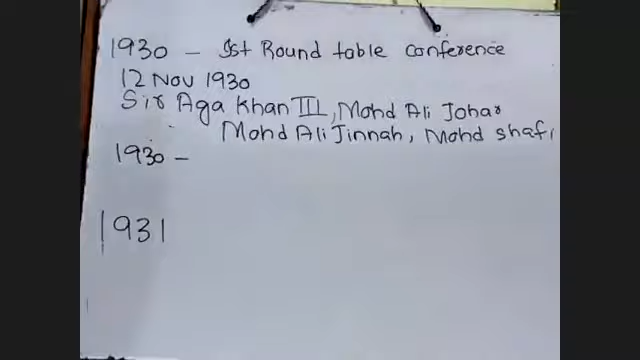 1930 - Ist Round table conference
12 Nov 1930
Sir Aga Khan III, Mohd Ali Johar
Mohd Ali Jinnah, Mohd shafi
1930 -
1931